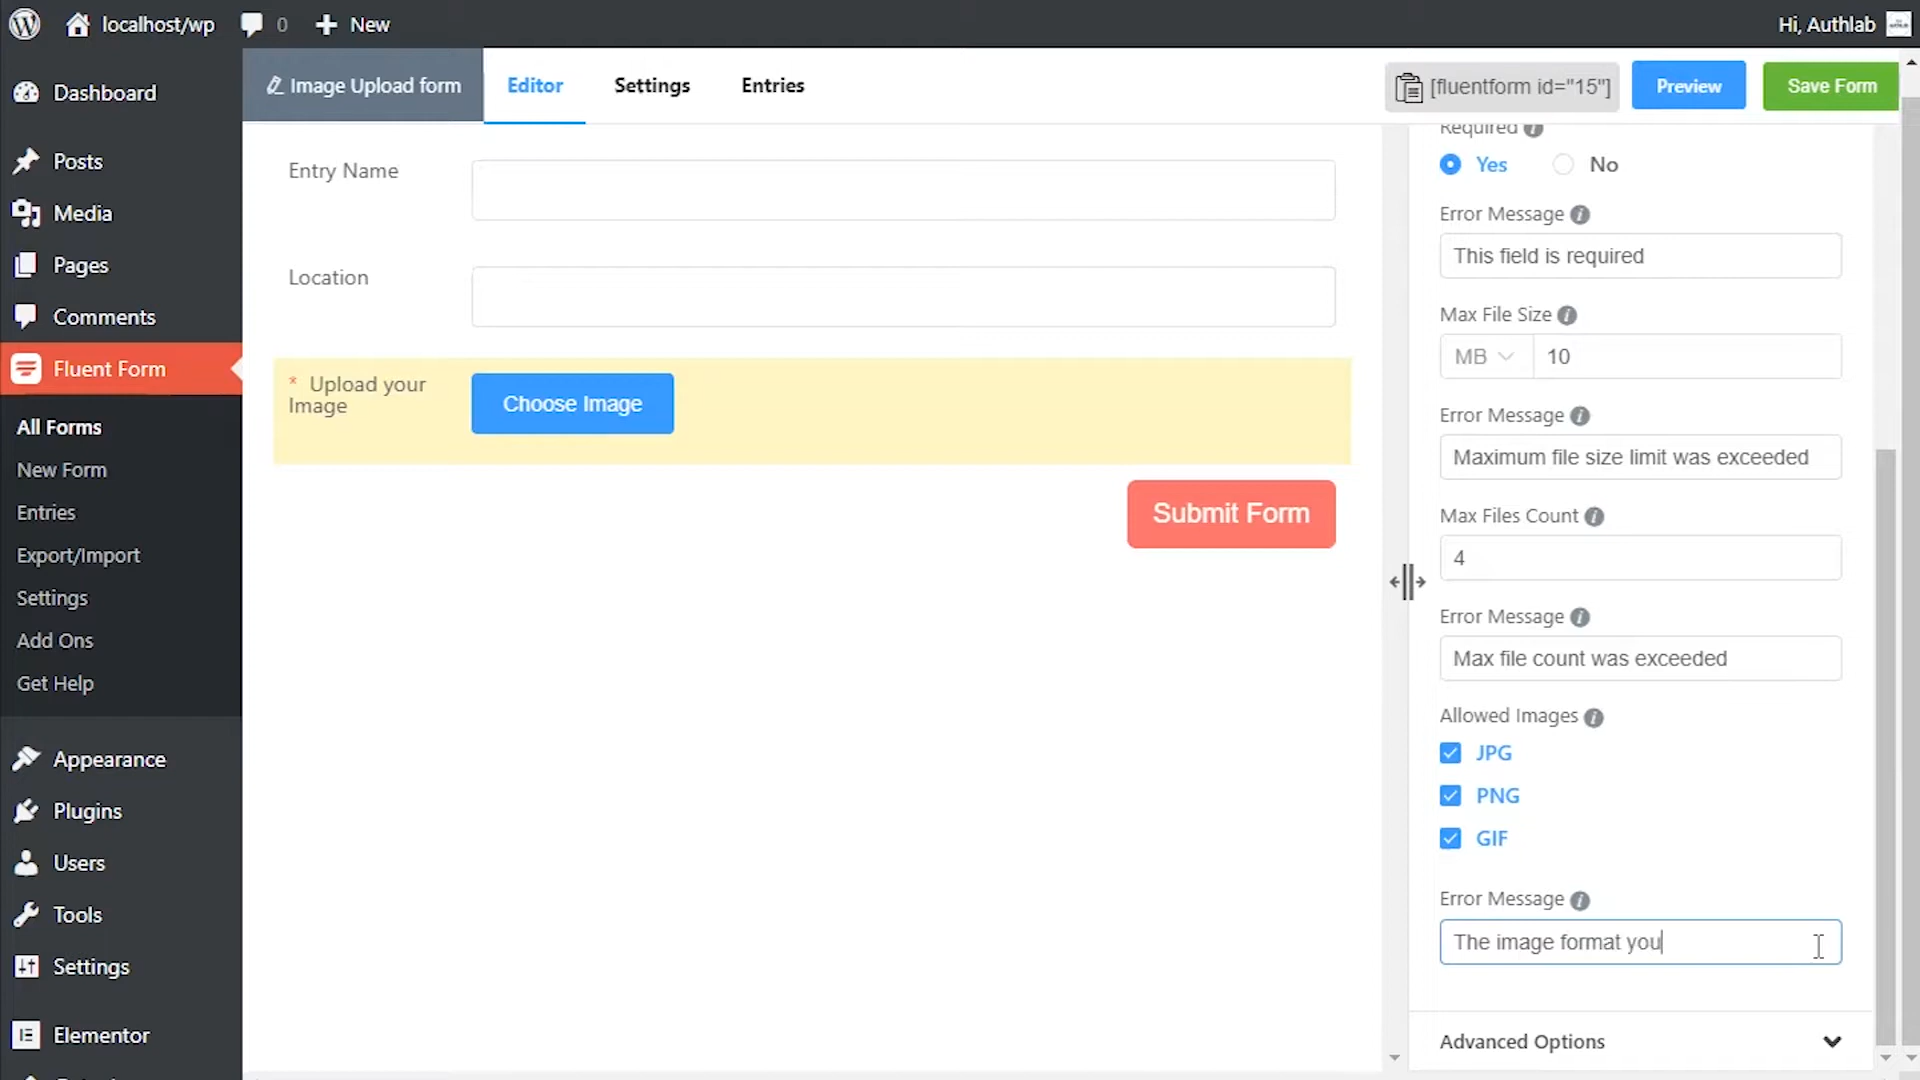 localhost/wp
0
New
Hi, Authlab
Dashboard
Posts
Media
Pages
Comments
Fluent Form
All Forms
New Form
Entries
Export/Import
Settings
Add Ons
Get Help
Appearance
Plugins
Users
Tools
Settings
Elementor
Image Upload form
Editor
Settings
Entries
[fluentform id="15"]
Preview
Save Form
Entry Name
Location
* Upload your
Image
Choose Image
Submit Form
Required
Yes
No
Error Message
This field is required
Max File Size
MB
10
Error Message
Maximum file size limit was exceeded
Max Files Count
4
Error Message
Max file count was exceeded
Allowed Images
JPG
PNG
GIF
Error Message
The image format you
Advanced Options